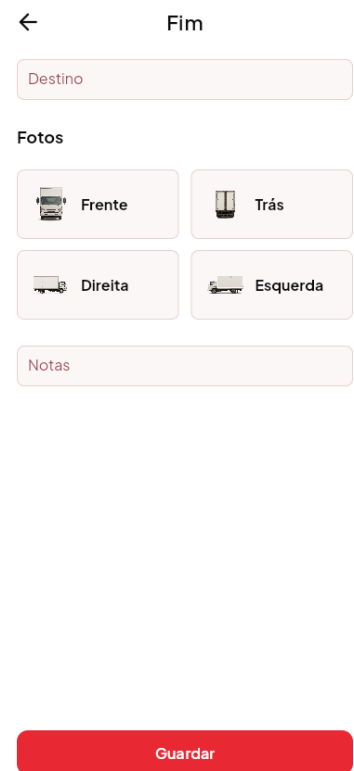 Fim
Destino
Fotos
Frente
Trás
Direita
Esquerda
Notas
Guardar